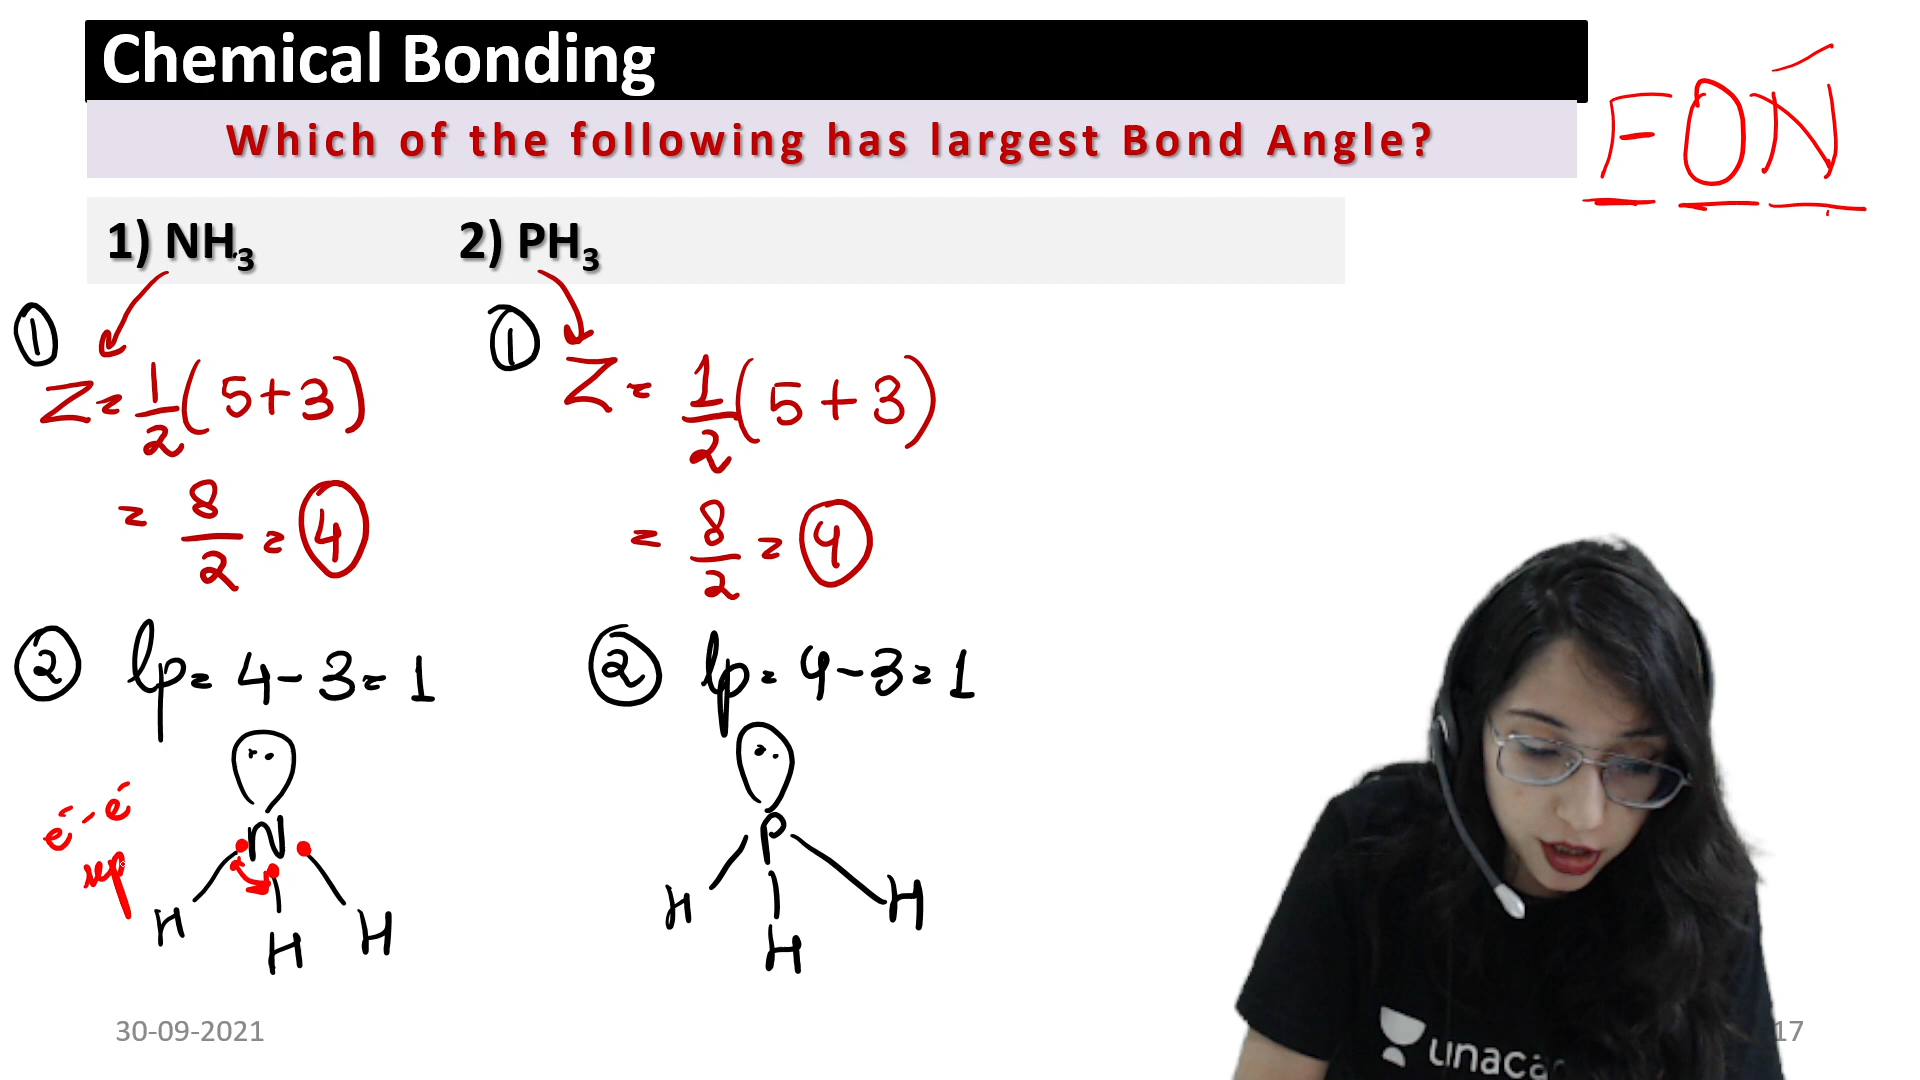 Chemical Bonding
FON
Which of the following has largest Bond Angle?
1) NH₃ 2) PH₃
① ①
Z = 1/2 (5+3) Z = 1/2 (5+3)
= 8/2 = 4 = 8/2 = 4
② lp = 4-3 = 1 ② lp = 4-3 = 1
e⁻-e⁻
rep
N P
H H H H
H H
30-09-2021
17
unaca